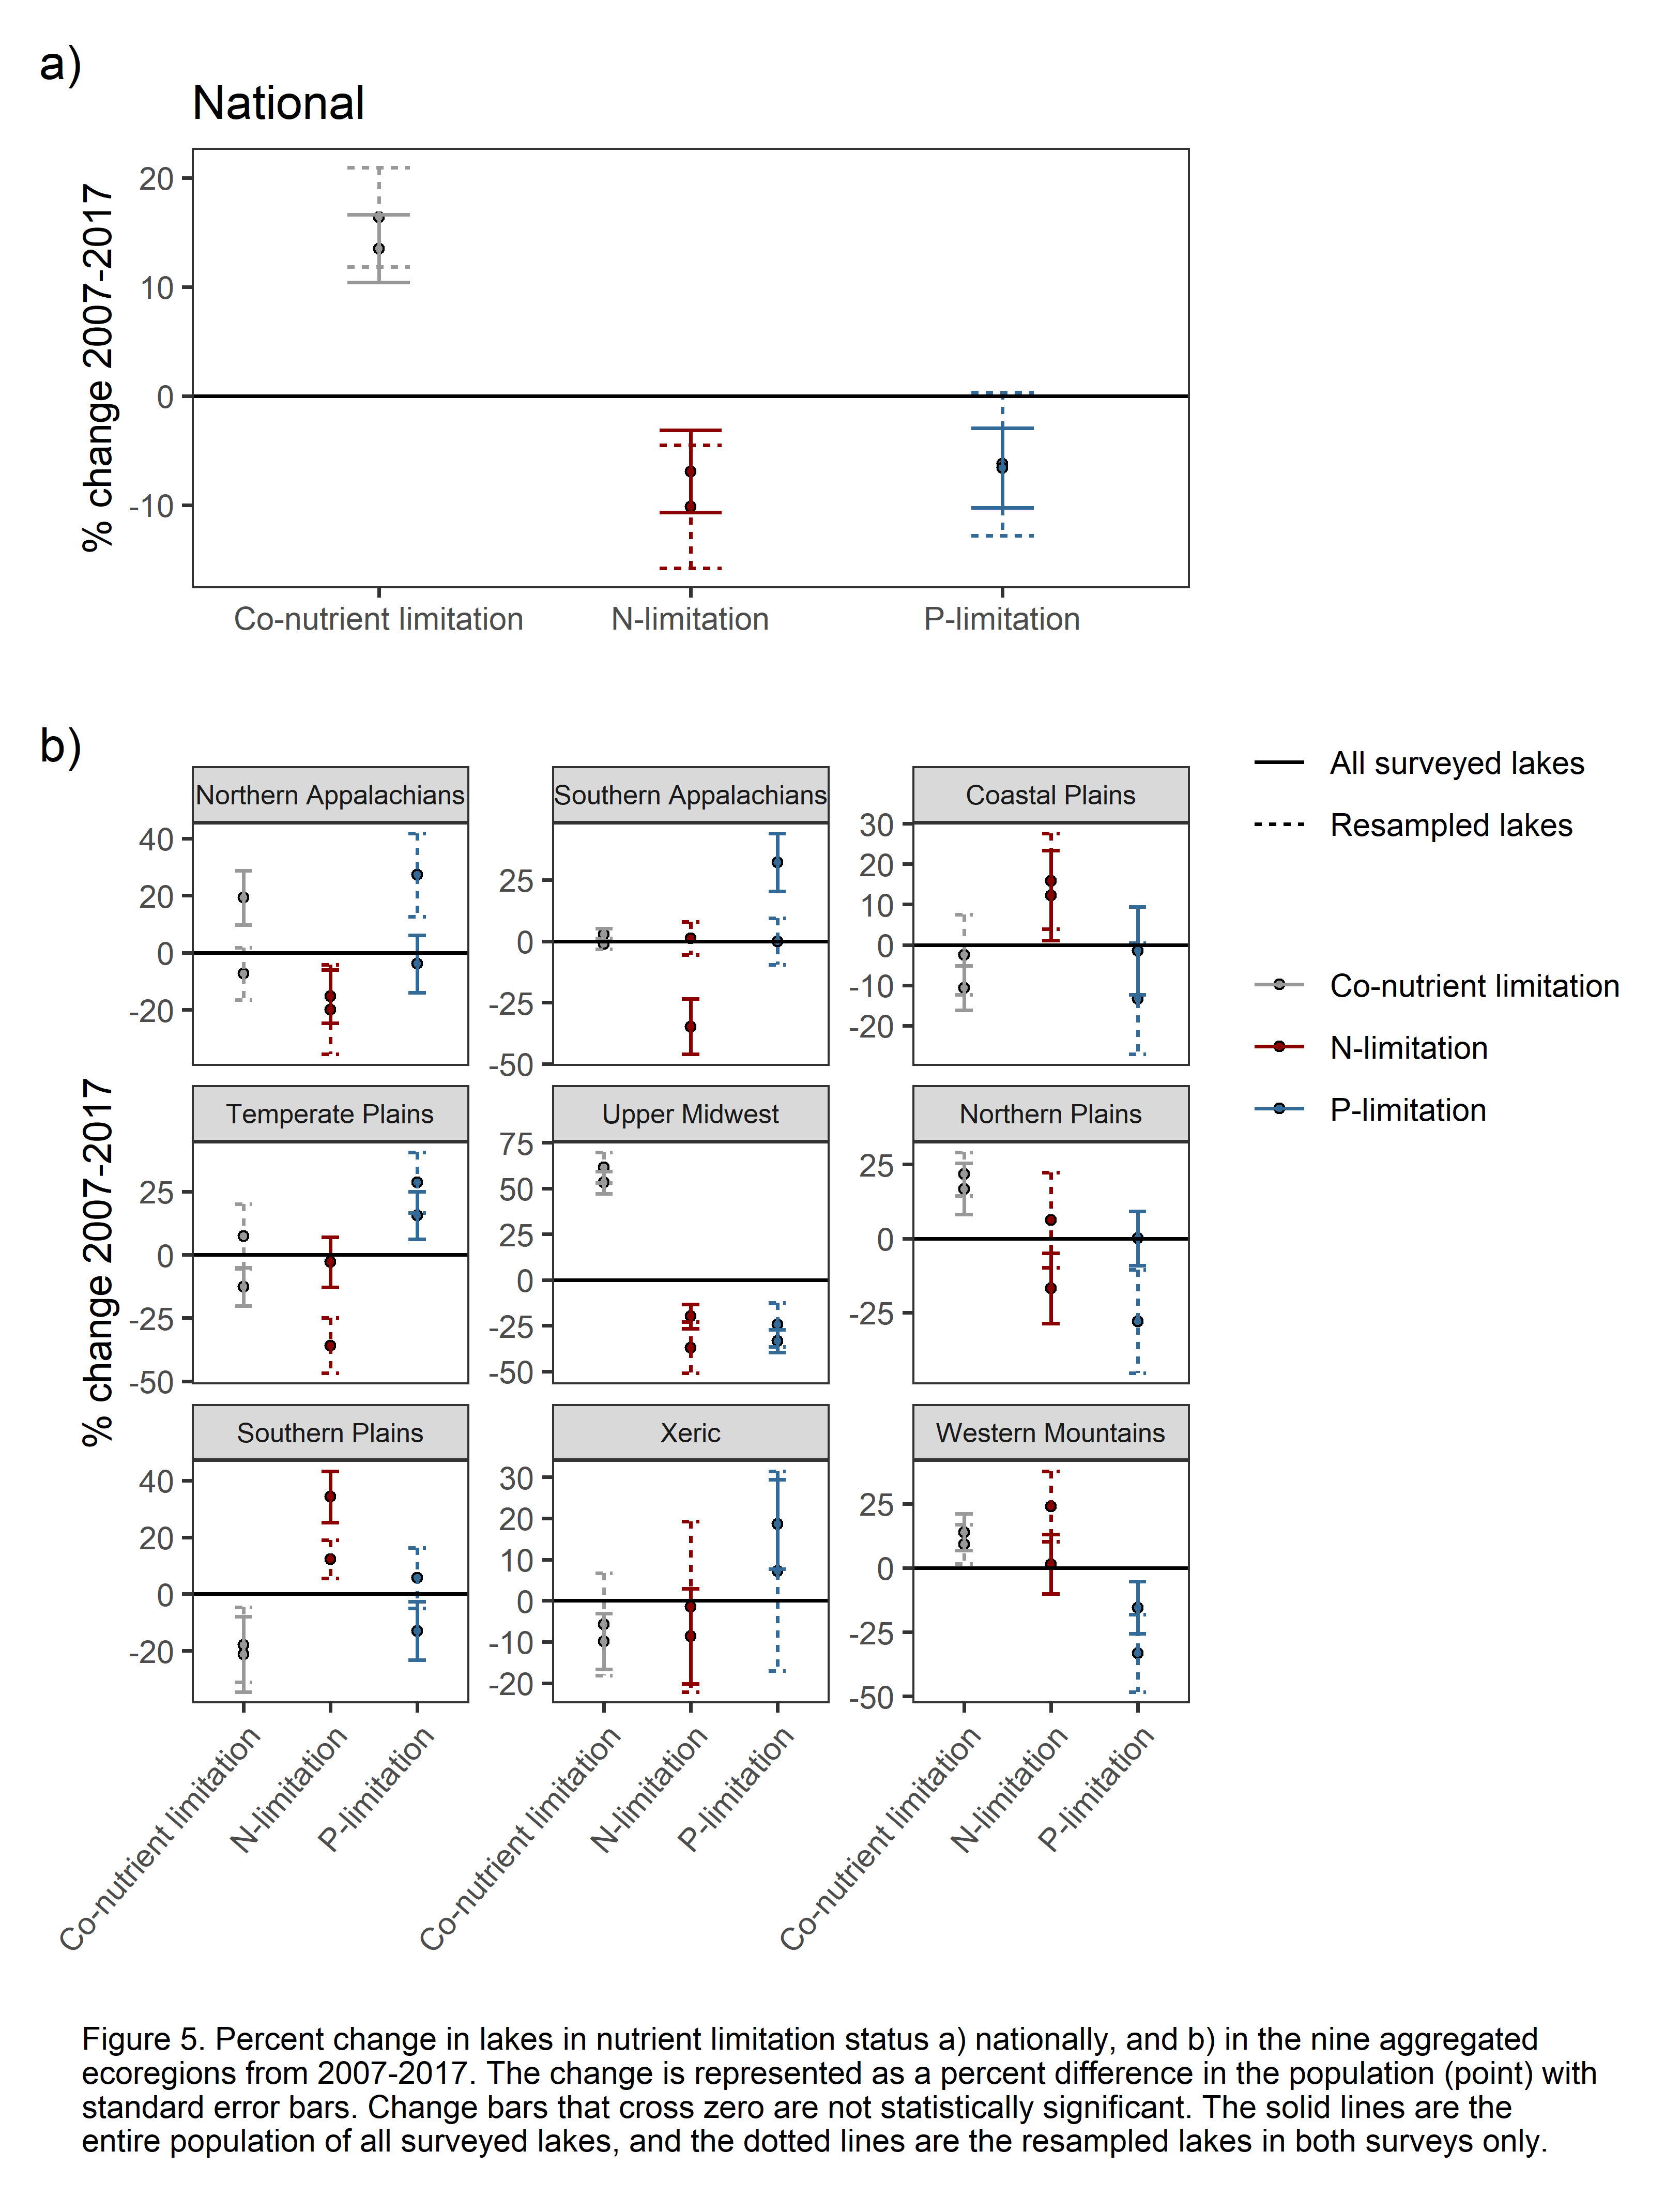 a)
National
% change 2007-2017
20
10
0
-10
Co-nutrient limitation
N-limitation
P-limitation
b)
% change 2007-2017
Northern Appalachians
40
20
0
-20
Southern Appalachians
25
0
-25
-50
Coastal Plains
30
20
10
0
-10
-20
Temperate Plains
25
0
-25
-50
Upper Midwest
75
50
25
0
-25
-50
Northern Plains
25
0
-25
Southern Plains
40
20
0
-20
Xeric
30
20
10
0
-10
-20
Western Mountains
25
0
-25
-50
Co-nutrient limitation
N-limitation
P-limitation
Co-nutrient limitation
N-limitation
P-limitation
Co-nutrient limitation
N-limitation
P-limitation
All surveyed lakes
Resampled lakes
Co-nutrient limitation
N-limitation
P-limitation
Figure 5. Percent change in lakes in nutrient limitation status a) nationally, and b) in the nine aggregated
ecoregions from 2007-2017. The change is represented as a percent difference in the population (point) with
standard error bars. Change bars that cross zero are not statistically significant. The solid lines are the
entire population of all surveyed lakes, and the dotted lines are the resampled lakes in both surveys only.